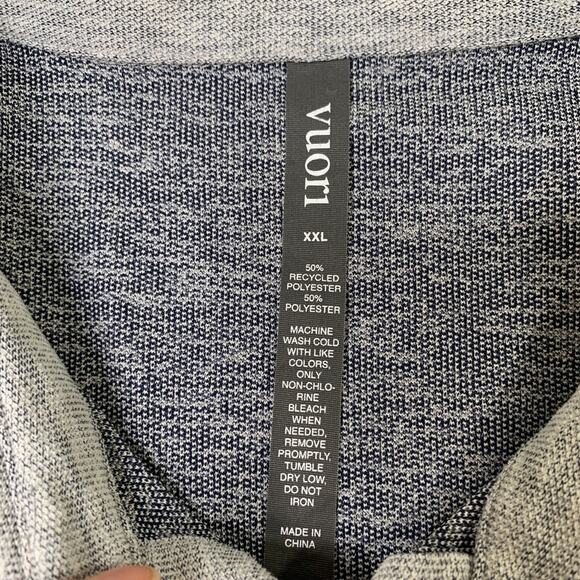 vuori
XXL
50%
RECYCLED
POLYESTER
50%
POLYESTER
MACHINE
WASH COLD
WITH LIKE
COLORS,
ONLY
NON-CHLO-
RINE
BLEACH
WHEN
NEEDED,
REMOVE
PROMPTLY,
TUMBLE
DRY LOW,
DO NOT
IRON
MADE IN
CHINA